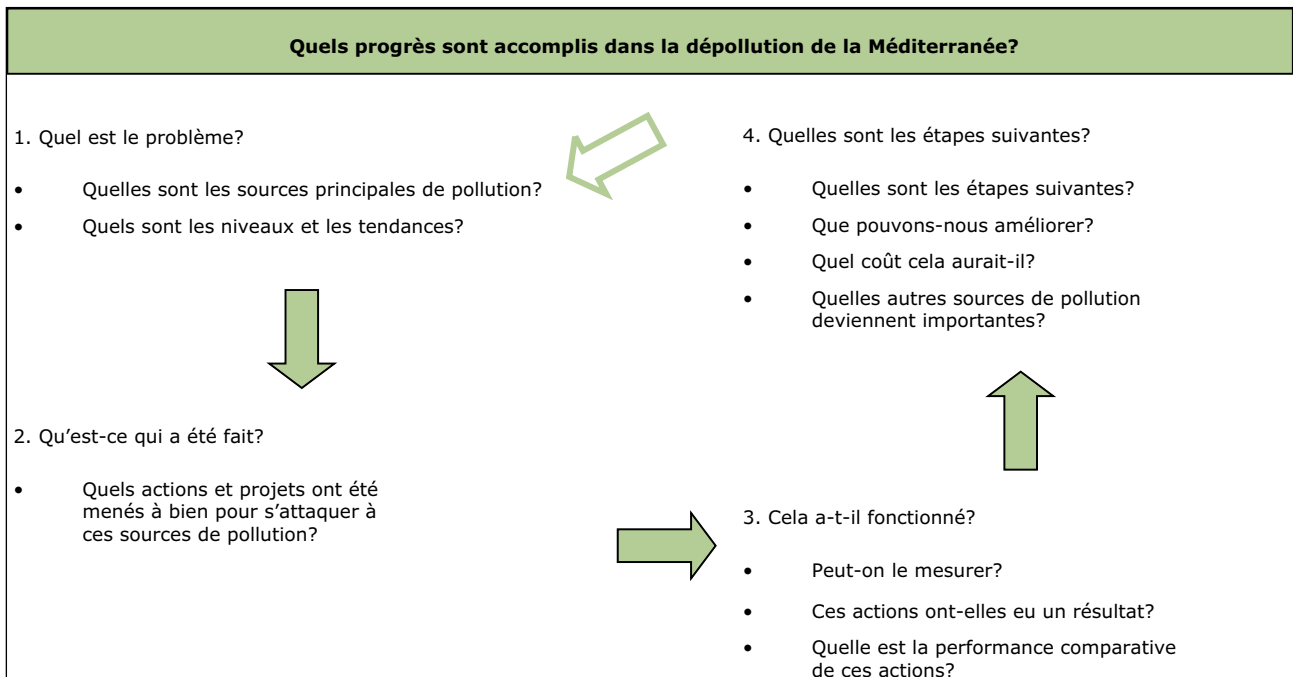 Quels progrès sont accomplis dans la dépollution de la Méditerranée?
1. Quel est le problème?
• Quelles sont les sources principales de pollution?
• Quels sont les niveaux et les tendances?
2. Qu’est-ce qui a été fait?
• Quels actions et projets ont été
menés à bien pour s’attaquer à
ces sources de pollution?
3. Cela a-t-il fonctionné?
• Peut-on le mesurer?
• Ces actions ont-elles eu un résultat?
• Quelle est la performance comparative
de ces actions?
4. Quelles sont les étapes suivantes?
• Quelles sont les étapes suivantes?
• Que pouvons-nous améliorer?
• Quel coût cela aurait-il?
• Quelles autres sources de pollution
deviennent importantes?